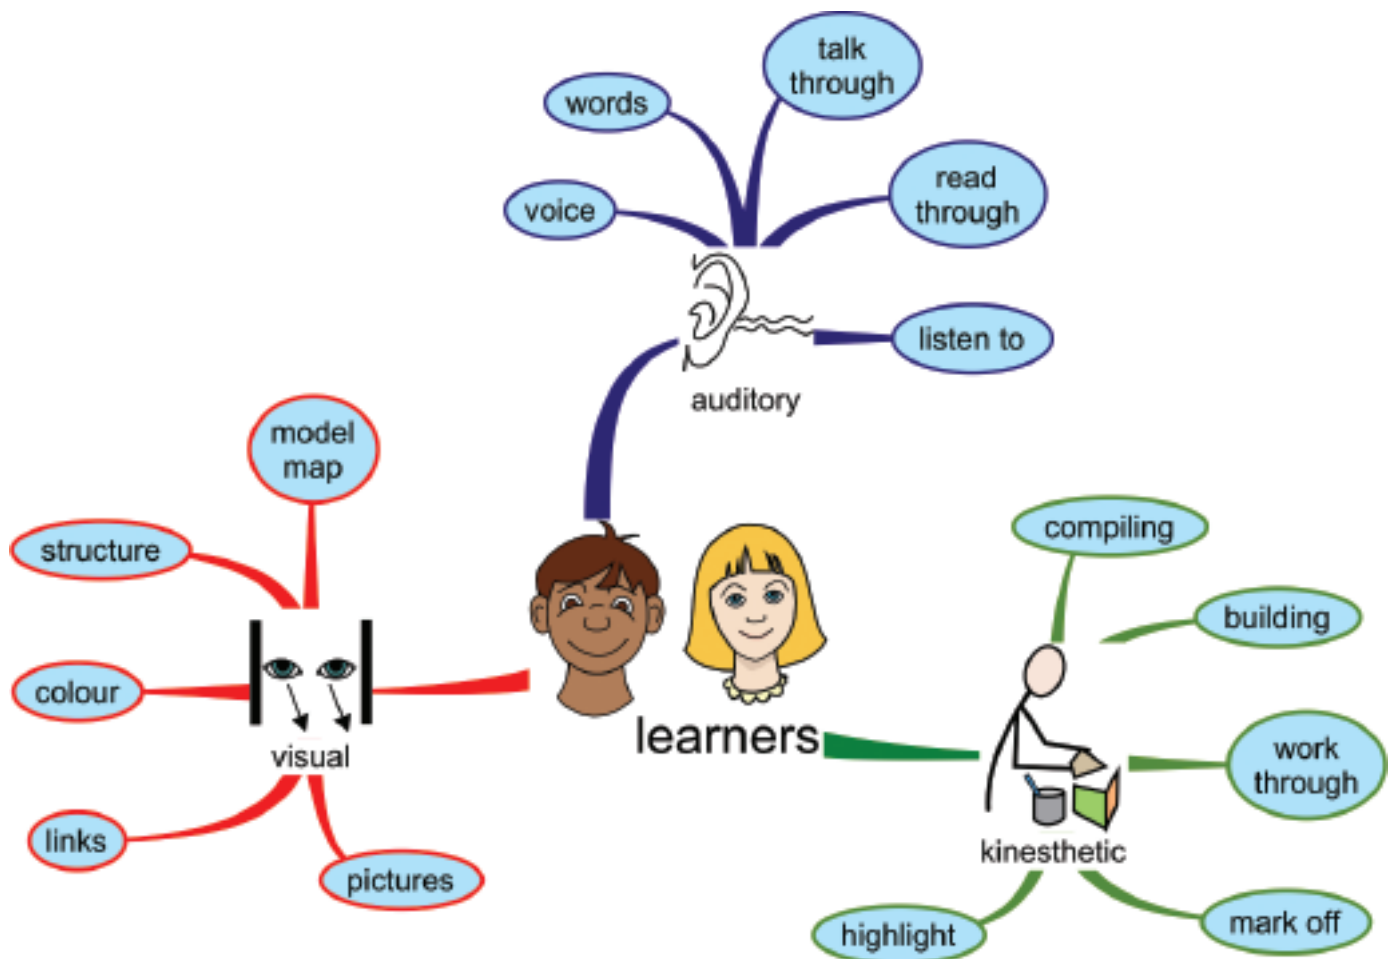 talk
through
words
read
through
voice
listen to
auditory
model
map
structure
colour
visual
links
pictures
learners
compiling
building
work
through
kinesthetic
highlight
mark off